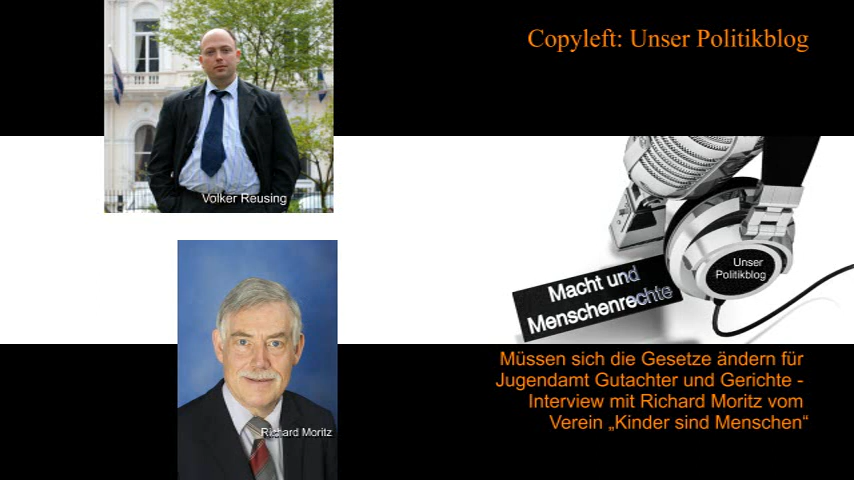 Copyleft: Unser Politikblog
Volker Reusing
Unser
Politikblog
Macht und
Menschenrechte
Müssen sich die Gesetze ändern für
Jugendamt Gutachter und Gerichte -
Interview mit Richard Moritz vom
Verein „Kinder sind Menschen“
Richard Moritz